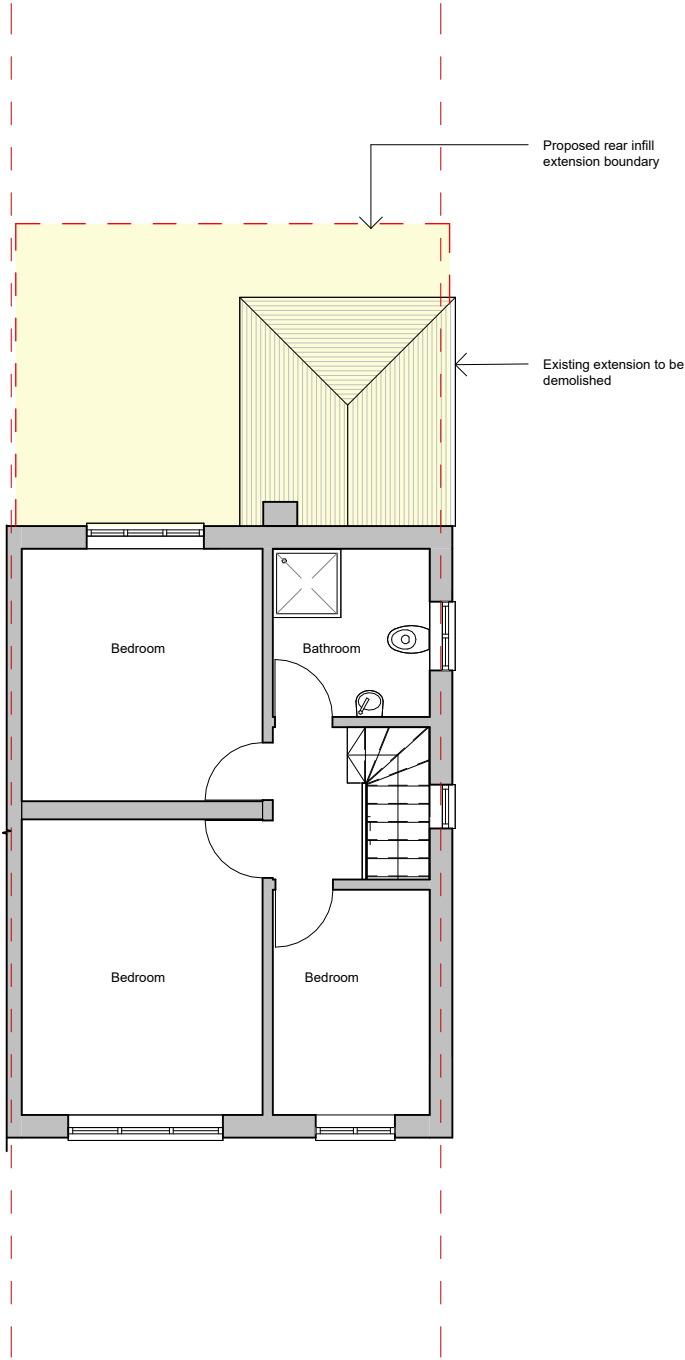 Proposed rear infill
extension boundary
Existing extension to be
demolished
Bedroom
Bathroom
Bedroom
Bedroom